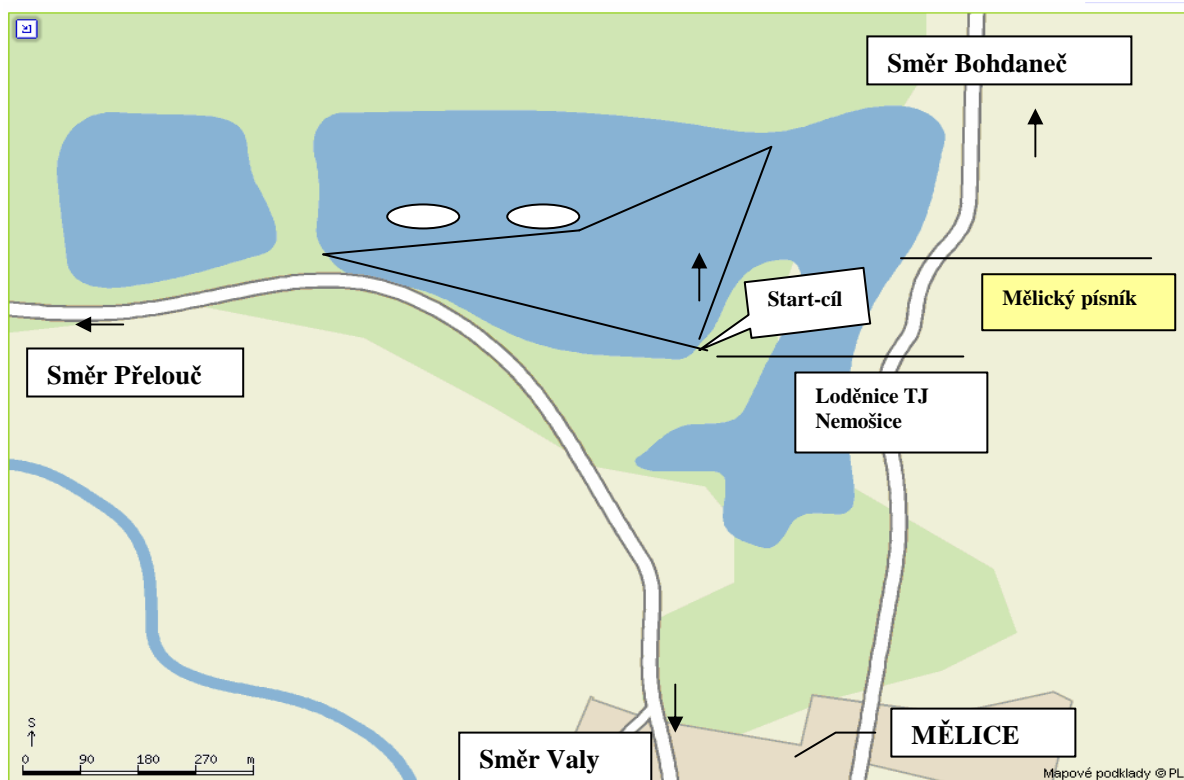 Směr Bohdaneč
Start-cíl
Mělický písník
Směr Přelouč
Loděnice TJ
Nemošice
MĚLICE
Směr Valy
S
0 90 180 270 m
Mapové podklady © PL